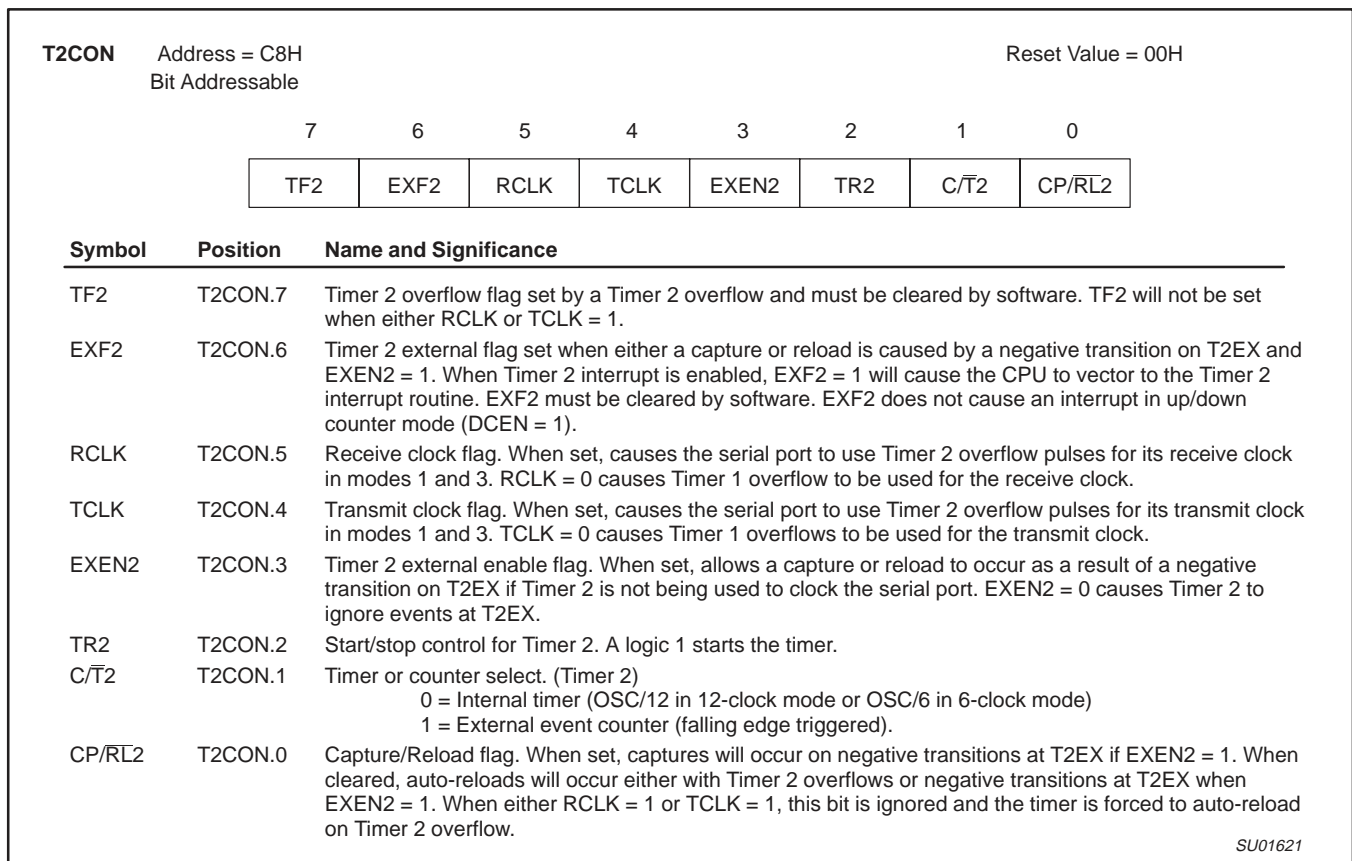 T2CON Address = C8H Reset Value = 00H
Bit Addressable
7 6 5 4 3 2 1 0
TF2 EXF2 RCLK TCLK EXEN2 TR2 C/T̅2 CP/R̅L̅2
Symbol Position Name and Significance
TF2 T2CON.7 Timer 2 overflow flag set by a Timer 2 overflow and must be cleared by software. TF2 will not be set
when either RCLK or TCLK = 1.
EXF2 T2CON.6 Timer 2 external flag set when either a capture or reload is caused by a negative transition on T2EX and
EXEN2 = 1. When Timer 2 interrupt is enabled, EXF2 = 1 will cause the CPU to vector to the Timer 2
interrupt routine. EXF2 must be cleared by software. EXF2 does not cause an interrupt in up/down
counter mode (DCEN = 1).
RCLK T2CON.5 Receive clock flag. When set, causes the serial port to use Timer 2 overflow pulses for its receive clock
in modes 1 and 3. RCLK = 0 causes Timer 1 overflow to be used for the receive clock.
TCLK T2CON.4 Transmit clock flag. When set, causes the serial port to use Timer 2 overflow pulses for its transmit clock
in modes 1 and 3. TCLK = 0 causes Timer 1 overflows to be used for the transmit clock.
EXEN2 T2CON.3 Timer 2 external enable flag. When set, allows a capture or reload to occur as a result of a negative
transition on T2EX if Timer 2 is not being used to clock the serial port. EXEN2 = 0 causes Timer 2 to
ignore events at T2EX.
TR2 T2CON.2 Start/stop control for Timer 2. A logic 1 starts the timer.
C/T̅2 T2CON.1 Timer or counter select. (Timer 2)
0 = Internal timer (OSC/12 in 12-clock mode or OSC/6 in 6-clock mode)
1 = External event counter (falling edge triggered).
CP/R̅L̅2 T2CON.0 Capture/Reload flag. When set, captures will occur on negative transitions at T2EX if EXEN2 = 1. When
cleared, auto-reloads will occur either with Timer 2 overflows or negative transitions at T2EX when
EXEN2 = 1. When either RCLK = 1 or TCLK = 1, this bit is ignored and the timer is forced to auto-reload
on Timer 2 overflow.
SU01621